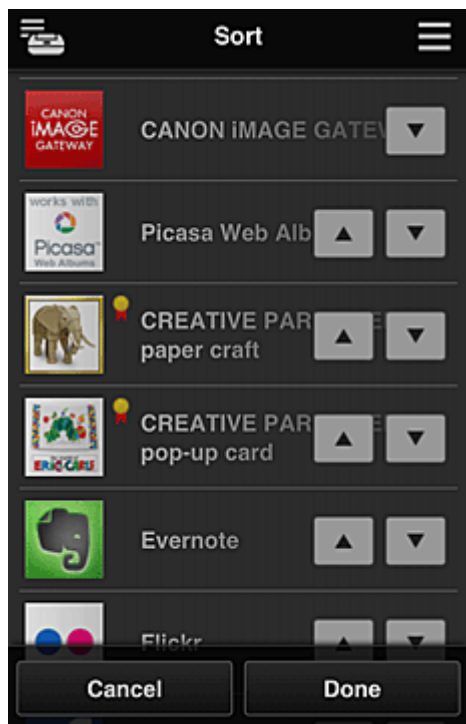 Sort
CANON
iMAGE
GATEWAY
CANON iMAGE GATEW
works with
Picasa
Web Albums
Picasa Web Alb
CREATIVE PAR
paper craft
CREATIVE PAR
pop-up card
ERIC CARLE
Evernote
Flickr
Cancel
Done